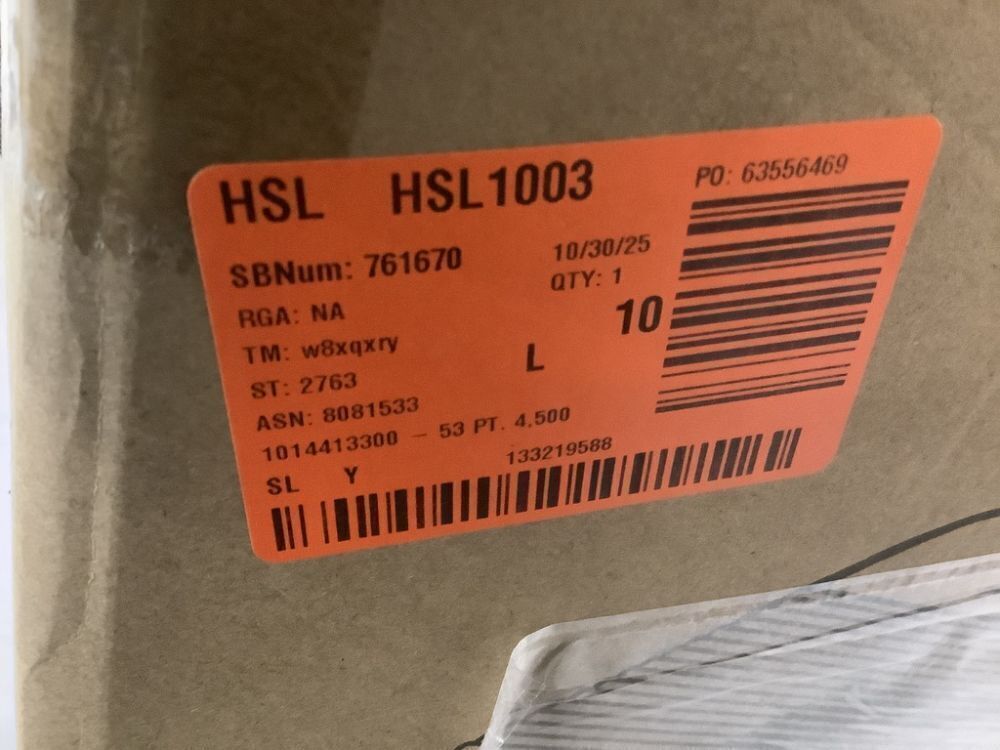 HSL HSL1003
PO: 63556469
SBNum: 761670
10/30/25
QTY: 1
RGA: NA
10
TM: w8xqxry
L
ST: 2763
ASN: 8081533
1014413300 – 53 PT. 4,500
SL Y
133219588